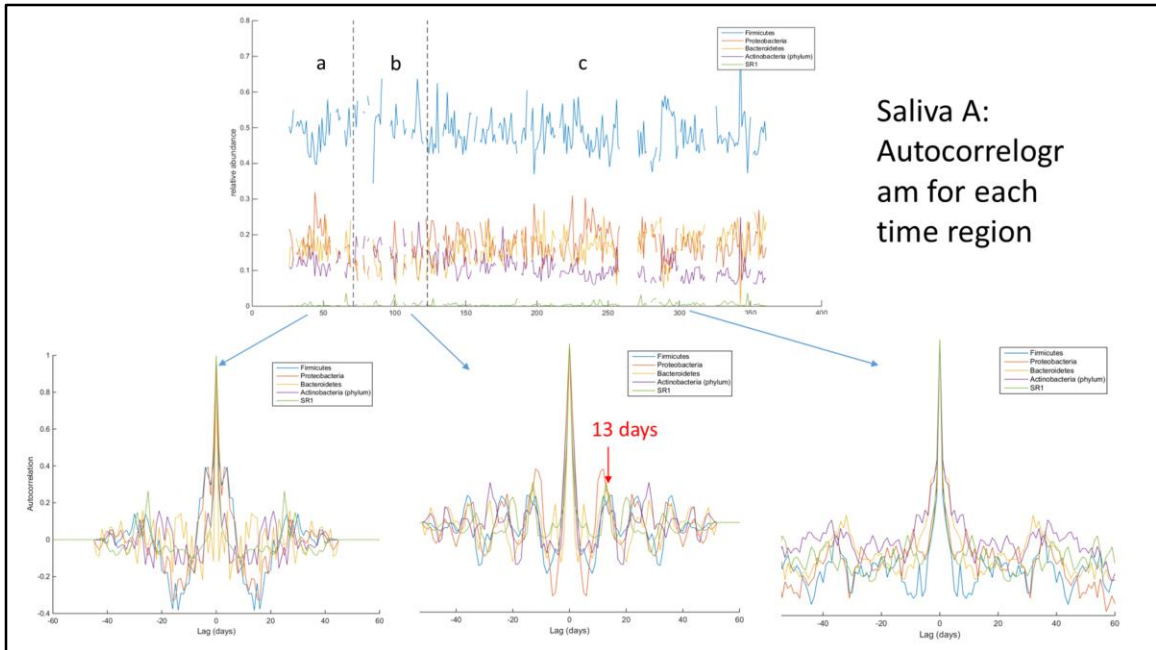 0.8
0.7
0.6
0.5
0.4
0.3
0.2
0.1
0
relative abundance
a
b
c
Firmicutes
Proteobacteria
Bacteroidetes
Actinobacteria (phylum)
SR1
0 50 100 150 200 250 300 350 400
Saliva A:
Autocorrelogr
am for each
time region
1
0.8
0.6
0.4
0.2
0
-0.2
-0.4
Autocorrelation
Firmicutes
Proteobacteria
Bacteroidetes
Actinobacteria (phylum)
SR1
-60 -40 -20 0 20 40 60
Lag (days)
Firmicutes
Proteobacteria
Bacteroidetes
Actinobacteria (phylum)
SR1
13 days
-40 -20 0 20 40 60
Lag (days)
Firmicutes
Proteobacteria
Bacteroidetes
Actinobacteria (phylum)
SR1
-40 -20 0 20 40 60
Lag (days)